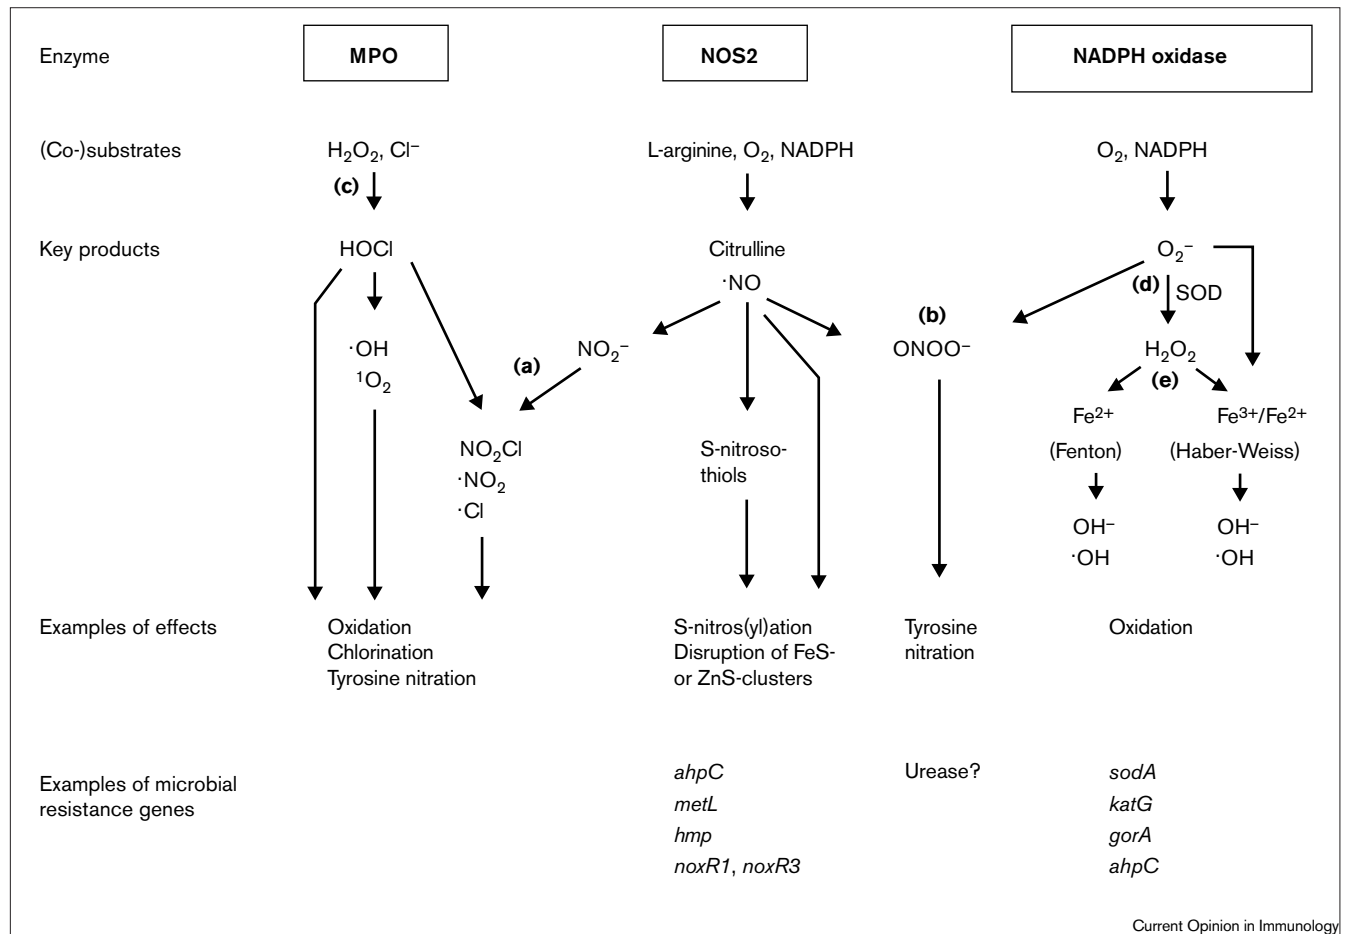 Enzyme MPO NOS2 NADPH oxidase
(Co-)substrates H₂O₂, Cl⁻ L-arginine, O₂, NADPH O₂, NADPH
(c)
Key products HOCl Citrulline O₂⁻
·NO (d) SOD
(b)
·OH NO₂⁻ ONOO⁻ H₂O₂
¹O₂ (a) (e)
Fe²⁺ Fe³⁺/Fe²⁺
NO₂Cl S-nitroso- (Fenton) (Haber-Weiss)
·NO₂ thiols
·Cl
OH⁻ OH⁻
·OH ·OH
Examples of effects Oxidation S-nitros(yl)ation Tyrosine Oxidation
Chlorination Disruption of FeS- nitration
Tyrosine nitration or ZnS-clusters
Examples of microbial ahpC Urease? sodA
resistance genes metL katG
hmp gorA
noxR1, noxR3 ahpC
Current Opinion in Immunology